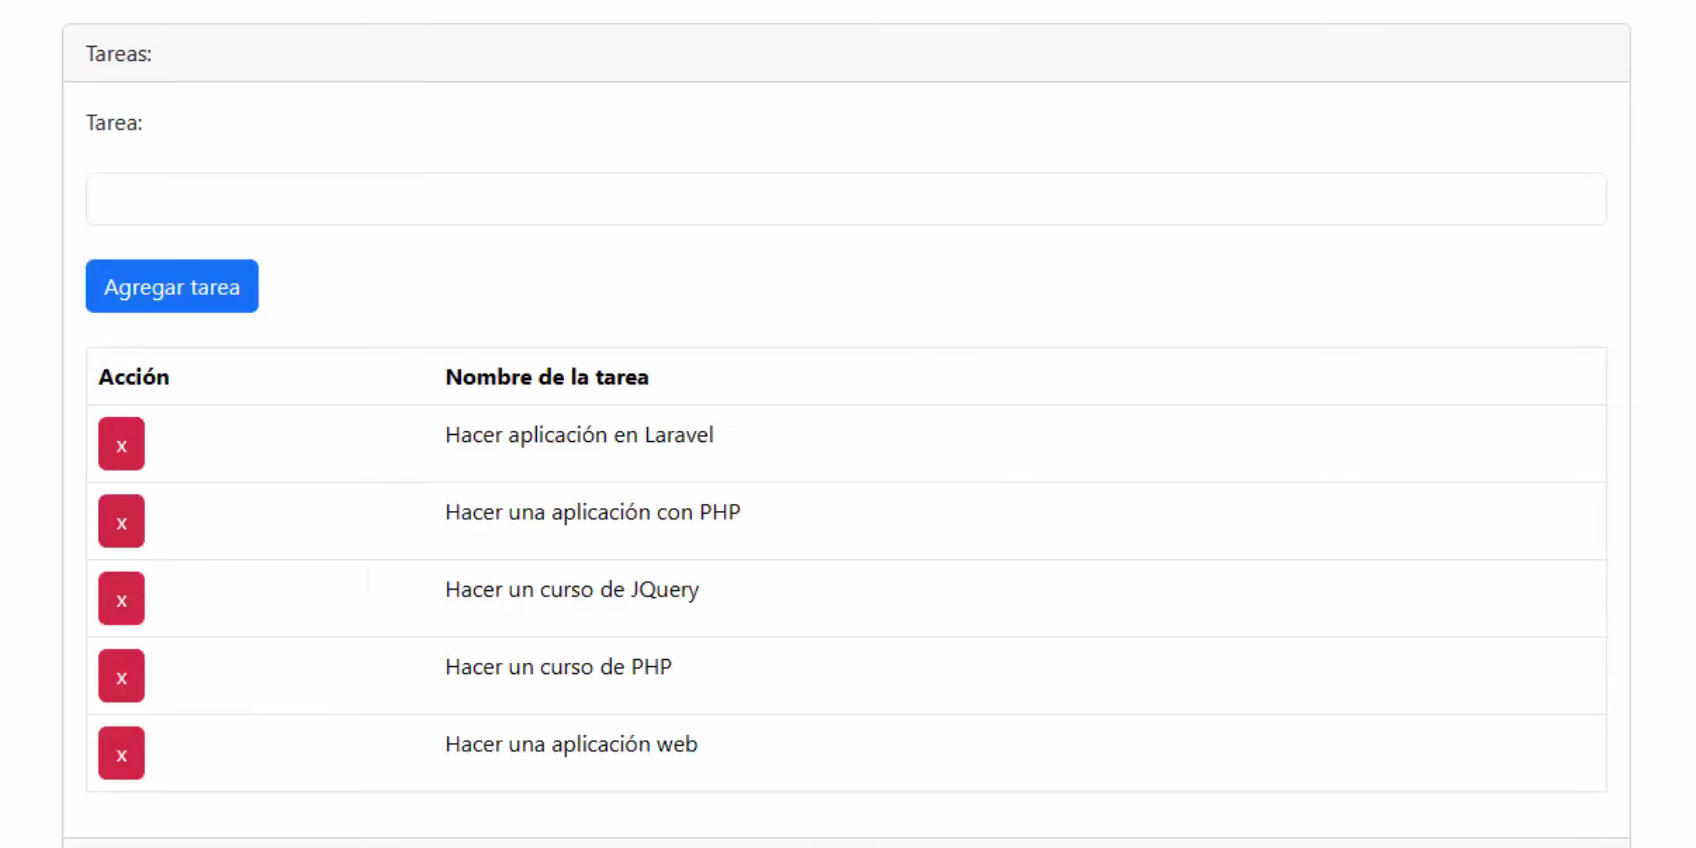 Tareas:
Tarea:
Agregar tarea
Acción Nombre de la tarea
x Hacer aplicación en Laravel
x Hacer una aplicación con PHP
x Hacer un curso de JQuery
x Hacer un curso de PHP
x Hacer una aplicación web